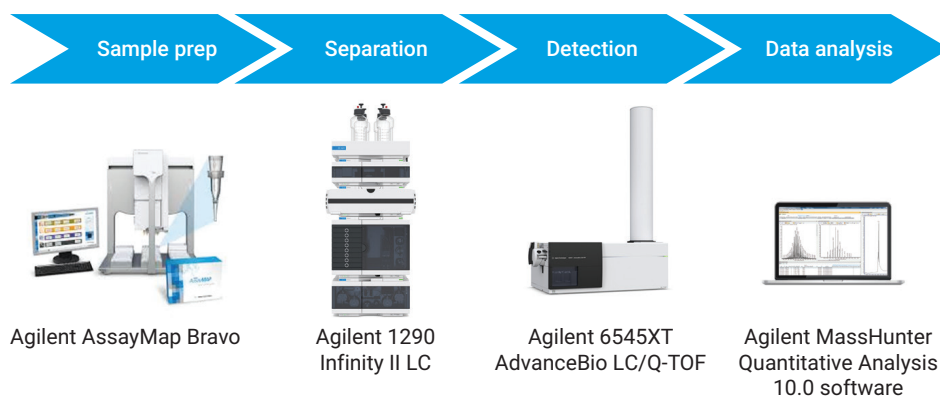 Sample prep
Separation
Detection
Data analysis
Agilent AssayMap Bravo
Agilent 1290
Infinity II LC
Agilent 6545XT
AdvanceBio LC/Q-TOF
Agilent MassHunter
Quantitative Analysis
10.0 software